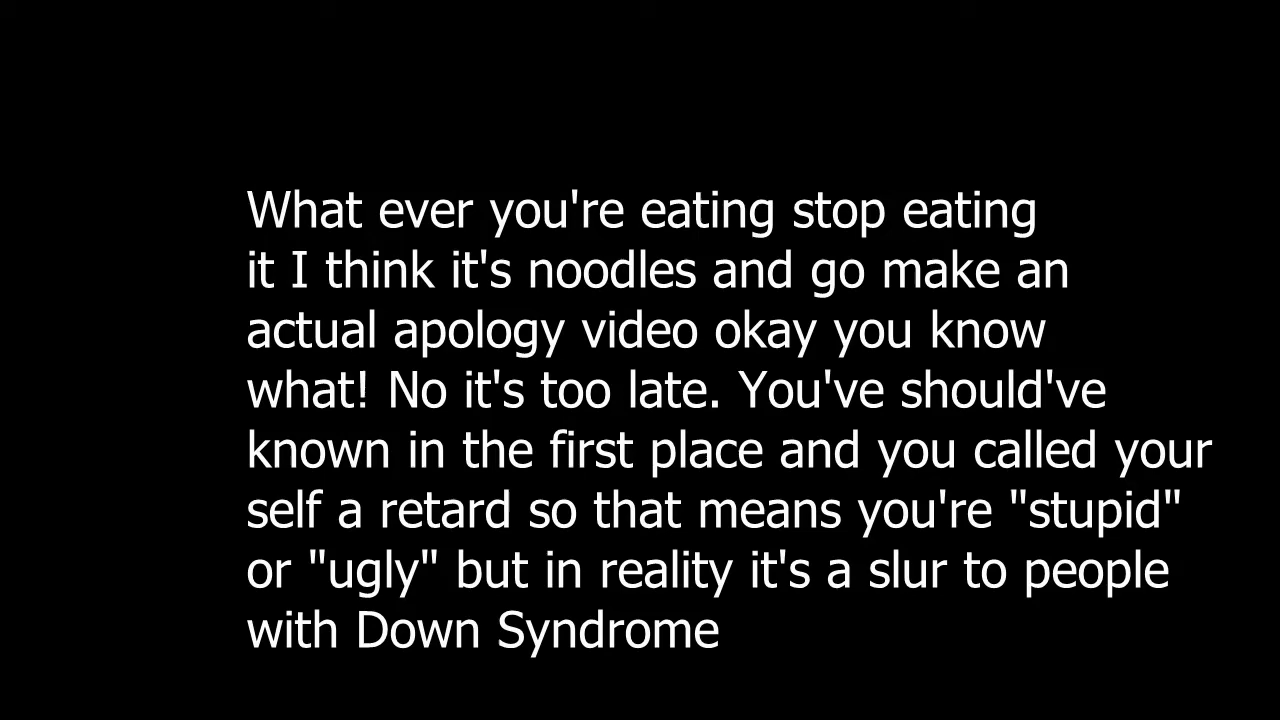 What ever you're eating stop eating
it I think it's noodles and go make an
actual apology video okay you know
what! No it's too late. You've should've
known in the first place and you called your
self a retard so that means you're "stupid"
or "ugly" but in reality it's a slur to people
with Down Syndrome